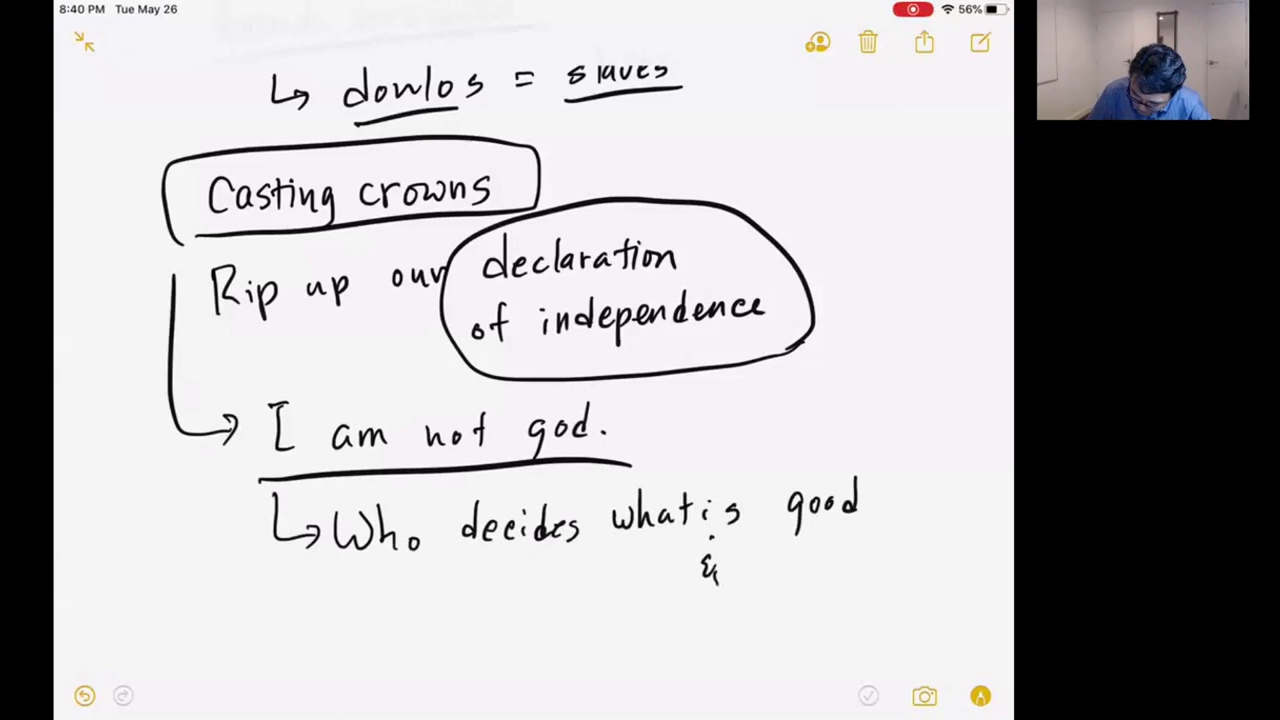 8:40 PM Tue May 26
56%
↳ doulos = slaves
Casting crowns
Rip up our declaration
of independence
→ I am not god.
↳ Who decides what is good
&